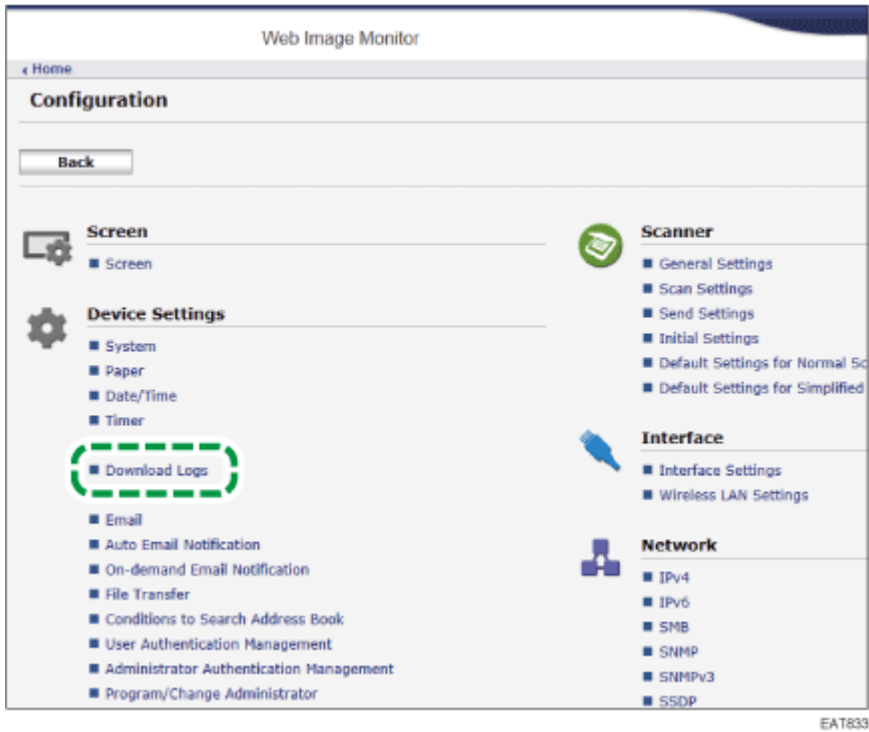 Web Image Monitor
Home
Configuration
Back
Screen
Screen
Device Settings
System
Paper
Date/Time
Timer
Download Logs
Email
Auto Email Notification
On-demand Email Notification
File Transfer
Conditions to Search Address Book
User Authentication Management
Administrator Authentication Management
Program/Change Administrator
Scanner
General Settings
Scan Settings
Send Settings
Initial Settings
Default Settings for Normal Sc
Default Settings for Simplified
Interface
Interface Settings
Wireless LAN Settings
Network
IPv4
IPv6
SMB
SNMP
SNMPv3
SSDP
EAT833